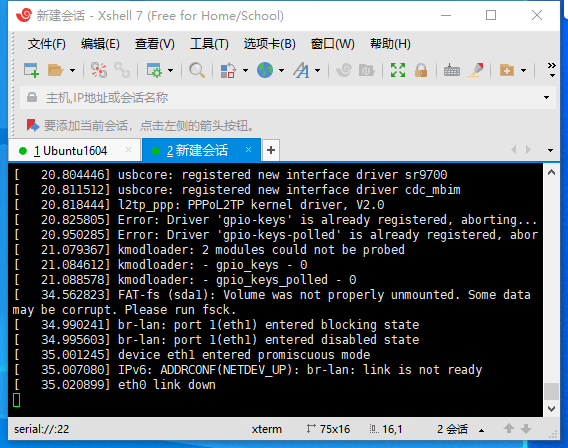 新建会话 - Xshell 7 (Free for Home/School)
文件(F) 编辑(E) 查看(V) 工具(T) 选项卡(B) 窗口(W) 帮助(H)
主机,IP地址或会话名称
要添加当前会话，点击左侧的箭头按钮。
1 Ubuntu1604 × 2 新建会话 × +
[   20.804446] usbcore: registered new interface driver sr9700
[   20.811512] usbcore: registered new interface driver cdc_mbim
[   20.818444] l2tp_ppp: PPPoL2TP kernel driver, V2.0
[   20.825805] Error: Driver 'gpio-keys' is already registered, aborting...
[   20.950285] Error: Driver 'gpio-keys-polled' is already registered, abor
[   21.079367] kmodloader: 2 modules could not be probed
[   21.084612] kmodloader: - gpio_keys - 0
[   21.088578] kmodloader: - gpio_keys_polled - 0
[   34.562823] FAT-fs (sda1): Volume was not properly unmounted. Some data
may be corrupt. Please run fsck.
[   34.990241] br-lan: port 1(eth1) entered blocking state
[   34.995603] br-lan: port 1(eth1) entered disabled state
[   35.001245] device eth1 entered promiscuous mode
[   35.007080] IPv6: ADDRCONF(NETDEV_UP): br-lan: link is not ready
[   35.020899] eth0 link down
serial://:22 xterm 75x16 16,1 2 会话